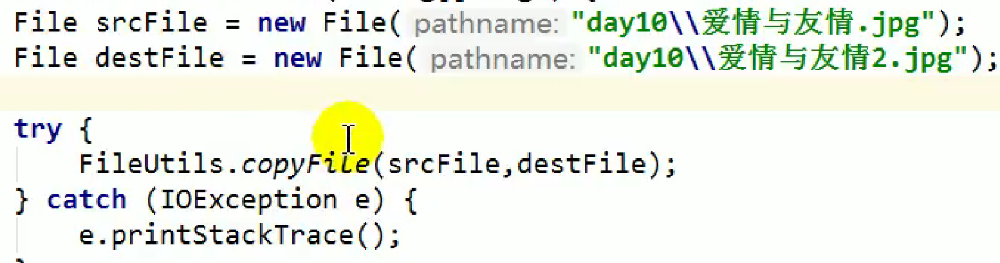 File srcFile = new File( pathname: "day10\\爱情与友情.jpg");
File destFile = new File( pathname: "day10\\爱情与友情2.jpg");
try {
FileUtils.copyFile(srcFile,destFile);
} catch (IOException e) {
e.printStackTrace();